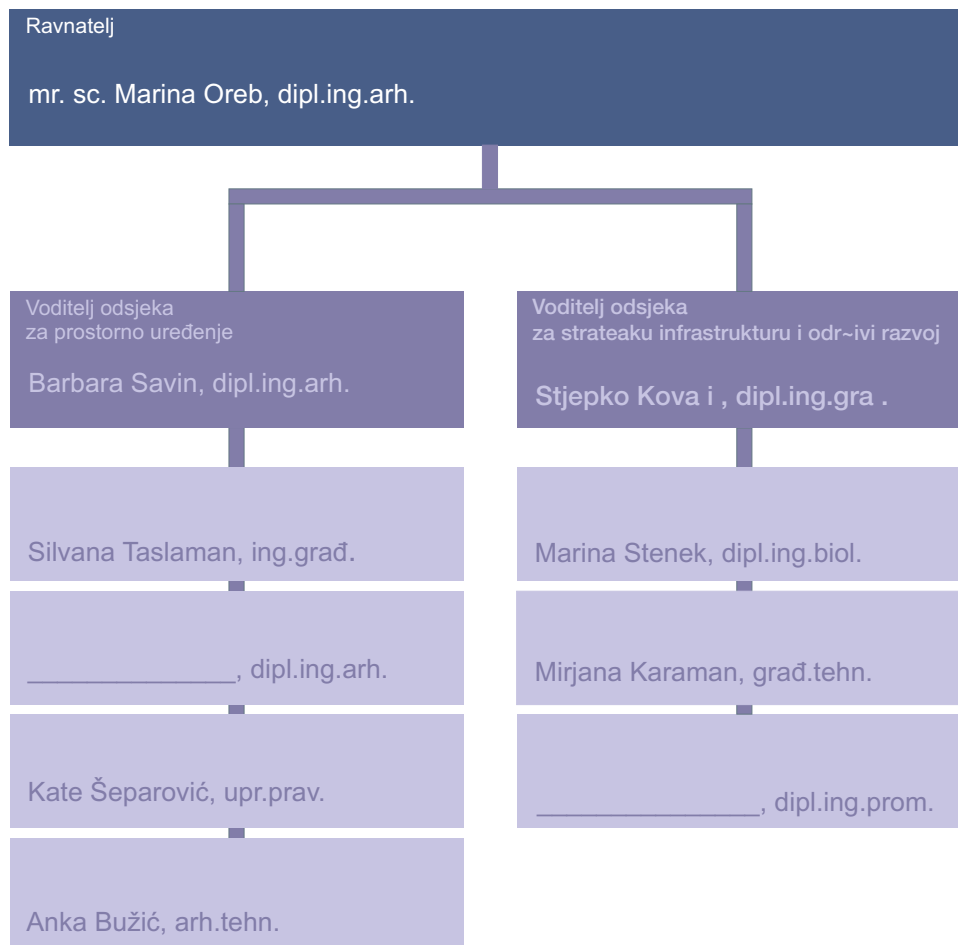 Ravnatelj
mr. sc. Marina Oreb, dipl.ing.arh.
Voditelj odsjeka
za prostorno uređenje
Barbara Savin, dipl.ing.arh.
Silvana Taslaman, ing.građ.
______________, dipl.ing.arh.
Kate Šeparović, upr.prav.
Anka Bužić, arh.tehn.
Voditelj odsjeka
za strateaku infrastrukturu i odr~ivi razvoj
Stjepko Kova i , dipl.ing.gra .
Marina Stenek, dipl.ing.biol.
Mirjana Karaman, građ.tehn.
_______________, dipl.ing.prom.